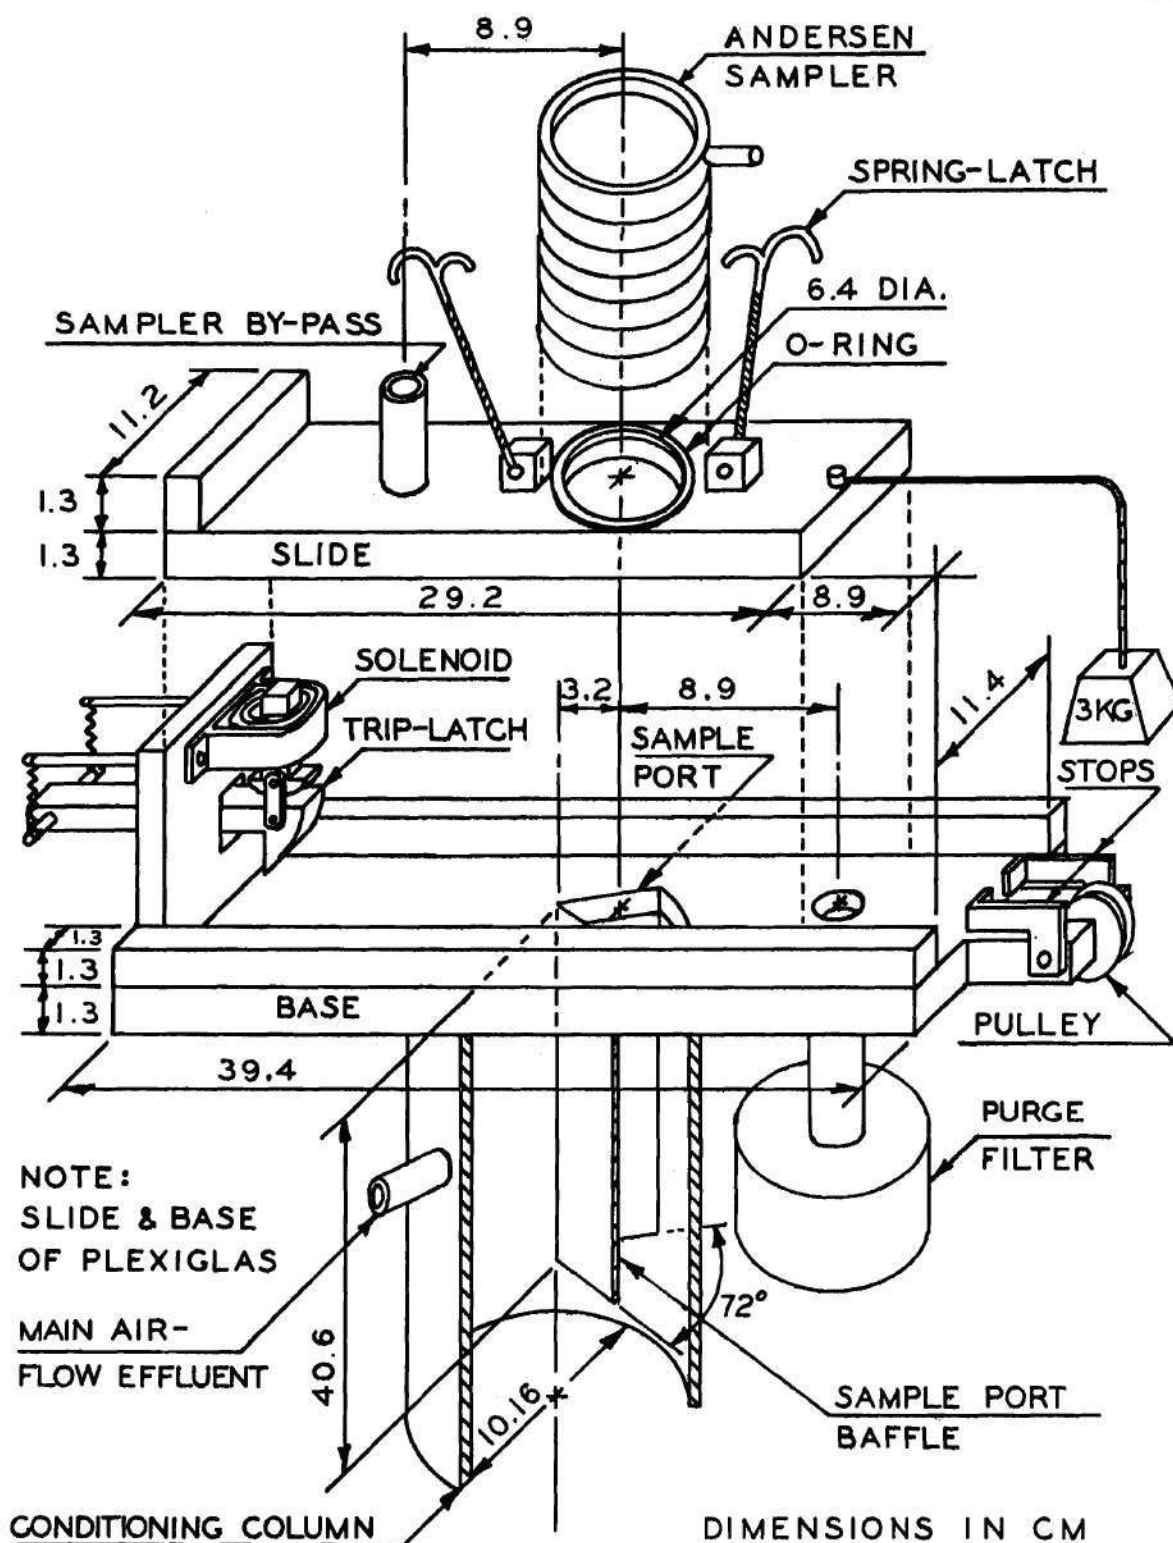 8.9
ANDERSEN
SAMPLER
SPRING-LATCH
6.4 DIA.
O-RING
SAMPLER BY-PASS
11.2
1.3
1.3
SLIDE
29.2
8.9
SOLENOID
TRIP-LATCH
3.2
8.9
11.4
3KG
SAMPLE
PORT
STOPS
1.3
1.3
1.3
BASE
PULLEY
39.4
PURGE
FILTER
NOTE:
SLIDE & BASE
OF PLEXIGLAS
MAIN AIR-
FLOW EFFLUENT
40.6
72°
10.16
SAMPLE PORT
BAFFLE
CONDITIONING COLUMN
DIMENSIONS IN CM